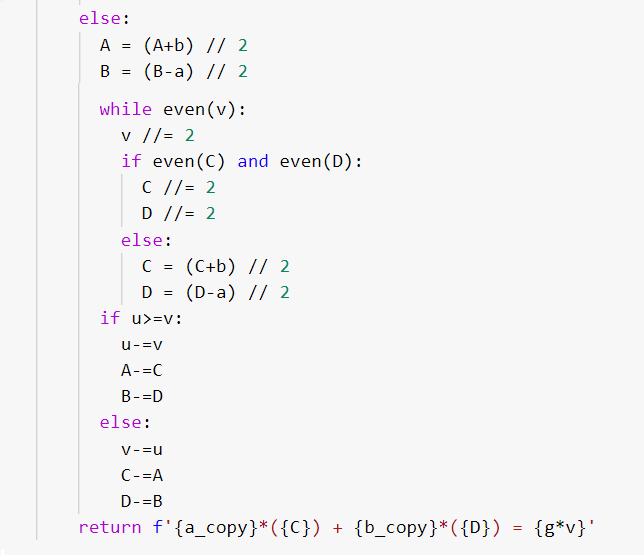 else:
A = (A+b) // 2
B = (B-a) // 2
while even(v):
v //= 2
if even(C) and even(D):
C //= 2
D //= 2
else:
C = (C+b) // 2
D = (D-a) // 2
if u>=v:
u-=v
A-=C
B-=D
else:
v-=u
C-=A
D-=B
return f'{a_copy}*({C}) + {b_copy}*({D}) = {g*v}'